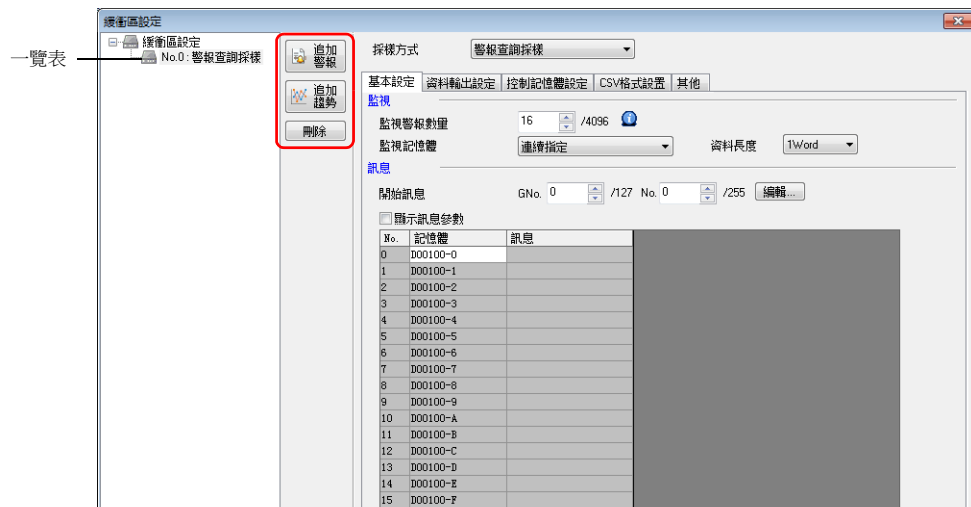 緩衝區設定
一覽表
緩衝區設定
No.0 : 警報查詢採樣
追加
警報
追加
趨勢
刪除
採樣方式 警報查詢採樣
基本設定 資料輸出設定 控制記憶體設定 CSV格式設置 其他
監視
監視警報數量 16 /4096
監視記憶體 連續指定 資料長度 1Word
訊息
開始訊息 GNo. 0 /127 No. 0 /255 編輯...
顯示訊息參數
No. 記憶體 訊息
0 D00100-0
1 D00100-1
2 D00100-2
3 D00100-3
4 D00100-4
5 D00100-5
6 D00100-6
7 D00100-7
8 D00100-8
9 D00100-9
10 D00100-A
11 D00100-B
12 D00100-C
13 D00100-D
14 D00100-E
15 D00100-F